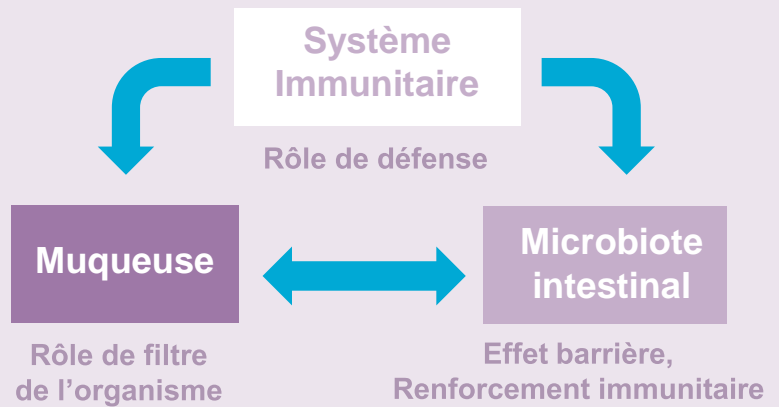 Système
Immunitaire
Rôle de défense
Muqueuse
Rôle de filtre
de l’organisme
Microbiote
intestinal
Effet barrière,
Renforcement immunitaire